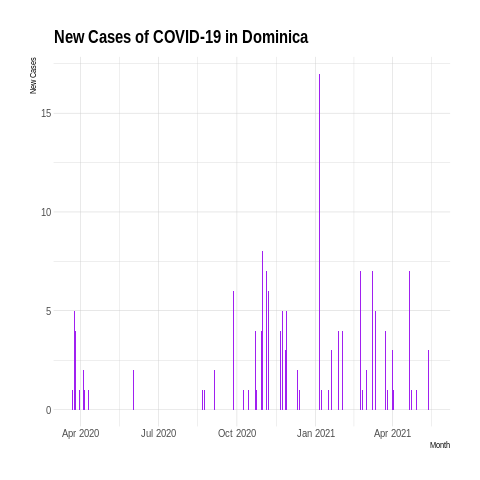 New Cases of COVID-19 in Dominica
New Cases
15
10
5
0
Apr 2020 Jul 2020 Oct 2020 Jan 2021 Apr 2021
Month